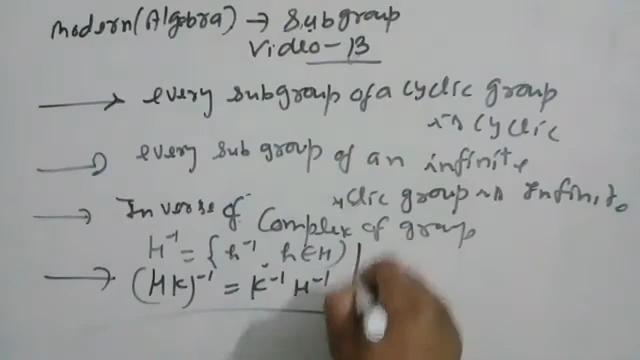 modern (Algebra) → Subgroup
Video-13
→ every subgroup of a cyclic group
is cyclic
→ every sub group of an infinite
cyclic group is Infinite
→ Inverse of Complex of group
H⁻¹ = { h⁻¹ , h∈H }
→ (HK)⁻¹ = K⁻¹ H⁻¹